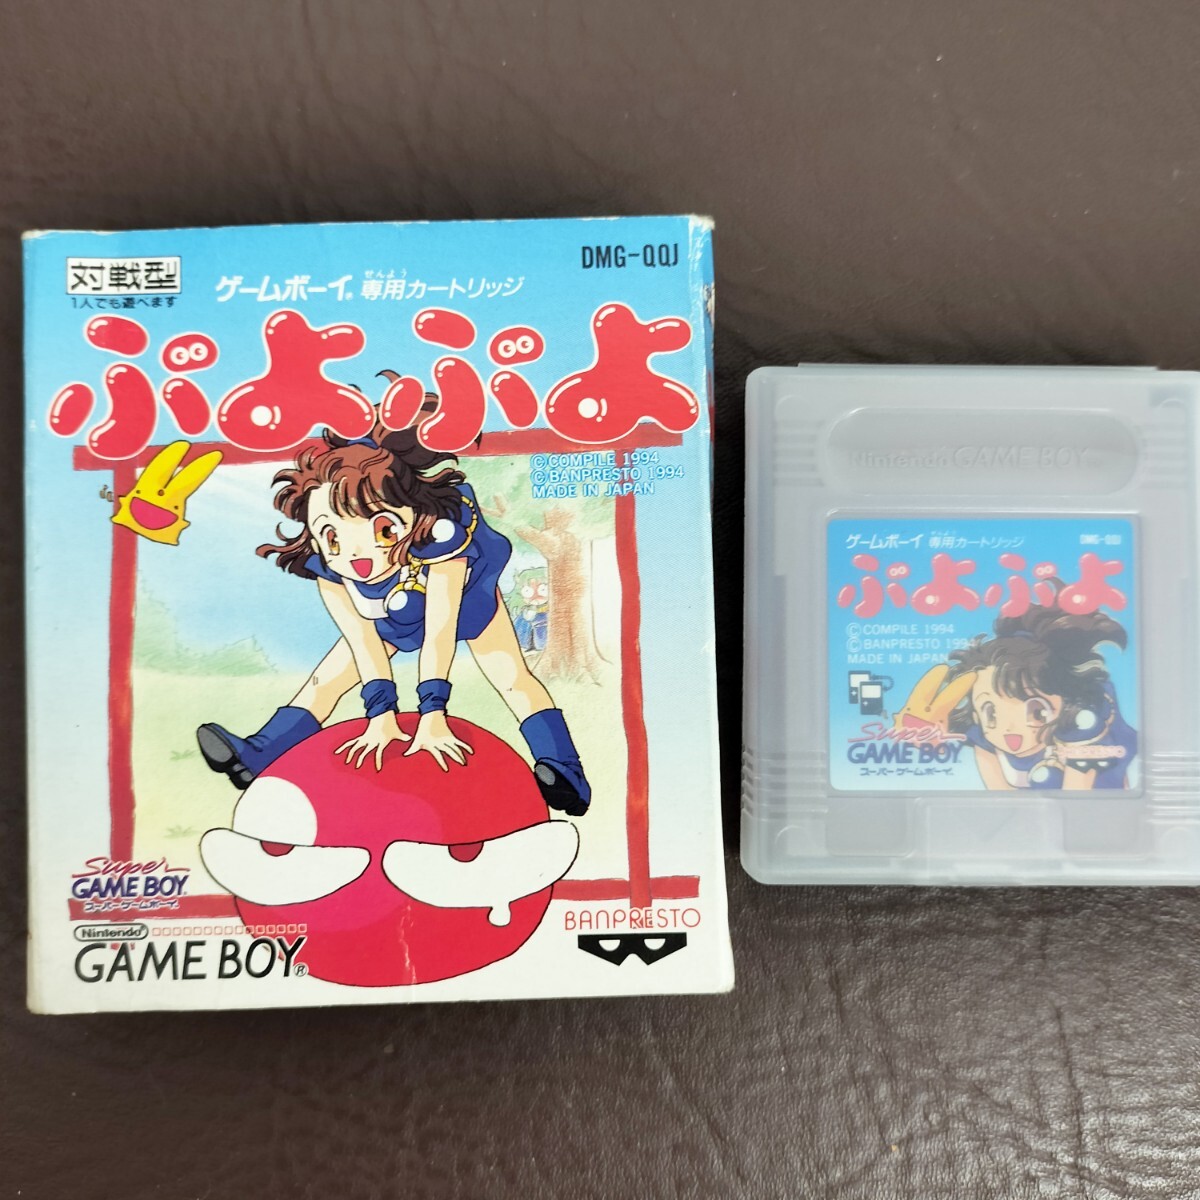 対戦型
1人でも遊べます
DMG-QQJ
せんよう
ゲームボーイ® 専用カートリッジ
ぷよぷよ
© COMPILE 1994
© BANPRESTO 1994
MADE IN JAPAN
Super
GAME BOY
スーパーゲームボーイ
Nintendo
GAME BOY®
BANPRESTO
Nintendo GAME BOY
せんよう
ゲームボーイ 専用カートリッジ
DMG-QQJ
ぷよぷよ
© COMPILE 1994
© BANPRESTO 1994
MADE IN JAPAN
Super
GAME BOY
スーパーゲームボーイ